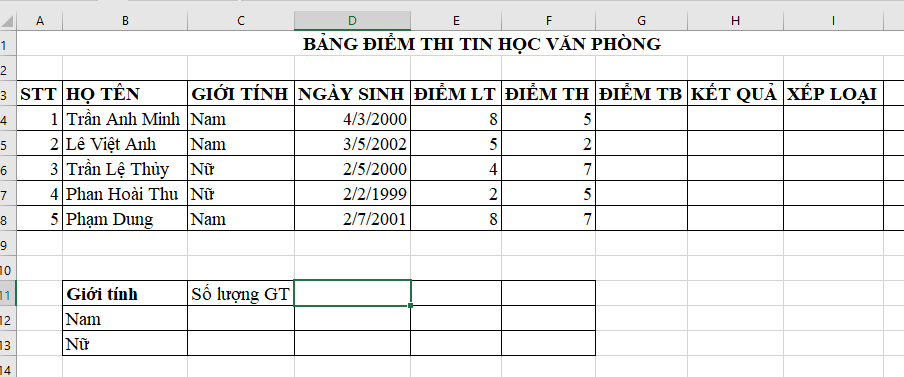 A B C D E F G H I
1 BẢNG ĐIỂM THI TIN HỌC VĂN PHÒNG
2
3 STT HỌ TÊN GIỚI TÍNH NGÀY SINH ĐIỂM LT ĐIỂM TH ĐIỂM TB KẾT QUẢ XẾP LOẠI
4 1 Trần Anh Minh Nam 4/3/2000 8 5
5 2 Lê Việt Anh Nam 3/5/2002 5 2
6 3 Trần Lệ Thủy Nữ 2/5/2000 4 7
7 4 Phan Hoài Thu Nữ 2/2/1999 2 5
8 5 Phạm Dung Nam 2/7/2001 8 7
9
10
11 Giới tính Số lượng GT
12 Nam
13 Nữ
14